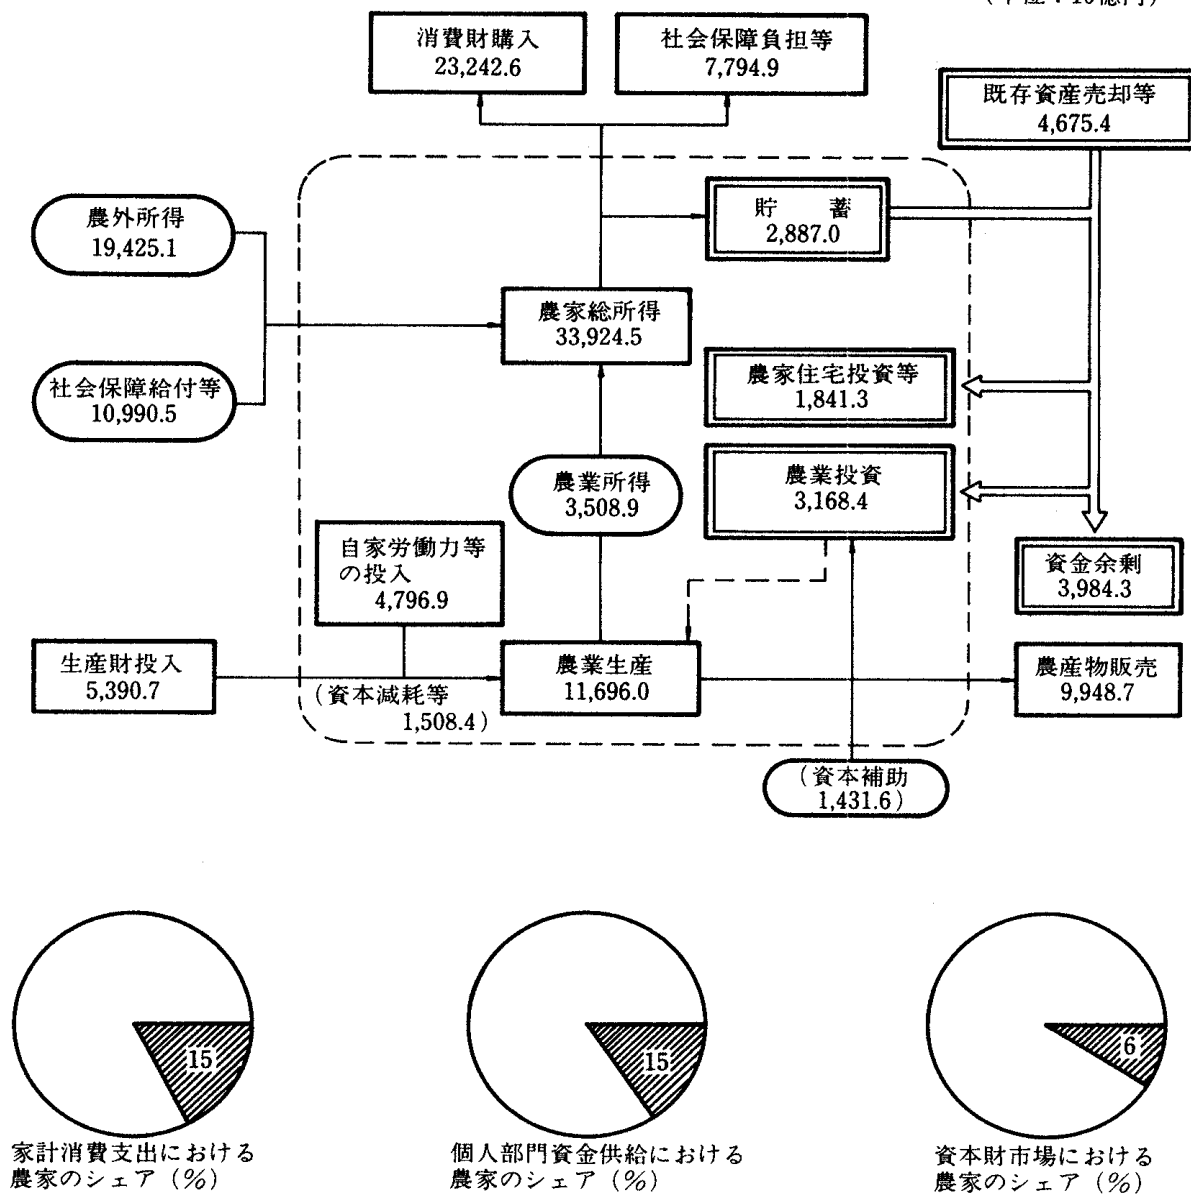 消費財購入
23,242.6
社会保障負担等
7,794.9
既存資産売却等
4,675.4
農外所得
19,425.1
貯 蓄
2,887.0
農家総所得
33,924.5
社会保障給付等
10,990.5
農家住宅投資等
1,841.3
農業所得
3,508.9
農業投資
3,168.4
自家労働力等
の投入
4,796.9
資金余剰
3,984.3
生産財投入
5,390.7
(資本減耗等
1,508.4)
農業生産
11,696.0
農産物販売
9,948.7
(資本補助
1,431.6)
15
15
6
家計消費支出における
農家のシェア(%)
個人部門資金供給における
農家のシェア(%)
資本財市場における
農家のシェア(%)